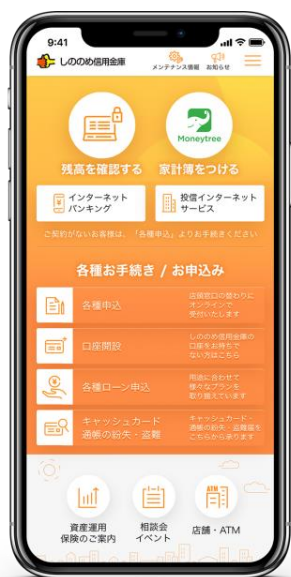 9:41
しののめ信用金庫
メンテナンス情報 お知らせ
残高を確認する
Moneytree
家計簿をつける
インターネット
バンキング
投信インターネット
サービス
ご契約がないお客様は、「各種申込」よりお手続きください
各種お手続き / お申込み
各種申込
店頭窓口の替わりに
オンラインで
受付いたします
口座開設
しののめ信用金庫の
口座をお持ちで
ない方はこちら
各種ローン申込
用途に合わせて
様々なプランを
取り揃えています
キャッシュカード
通帳の紛失・盗難
キャッシュカード・
通帳の紛失・盗難届を
こちらから承ります
資産運用
保険のご案内
相談会
イベント
ATM
店舗・ATM